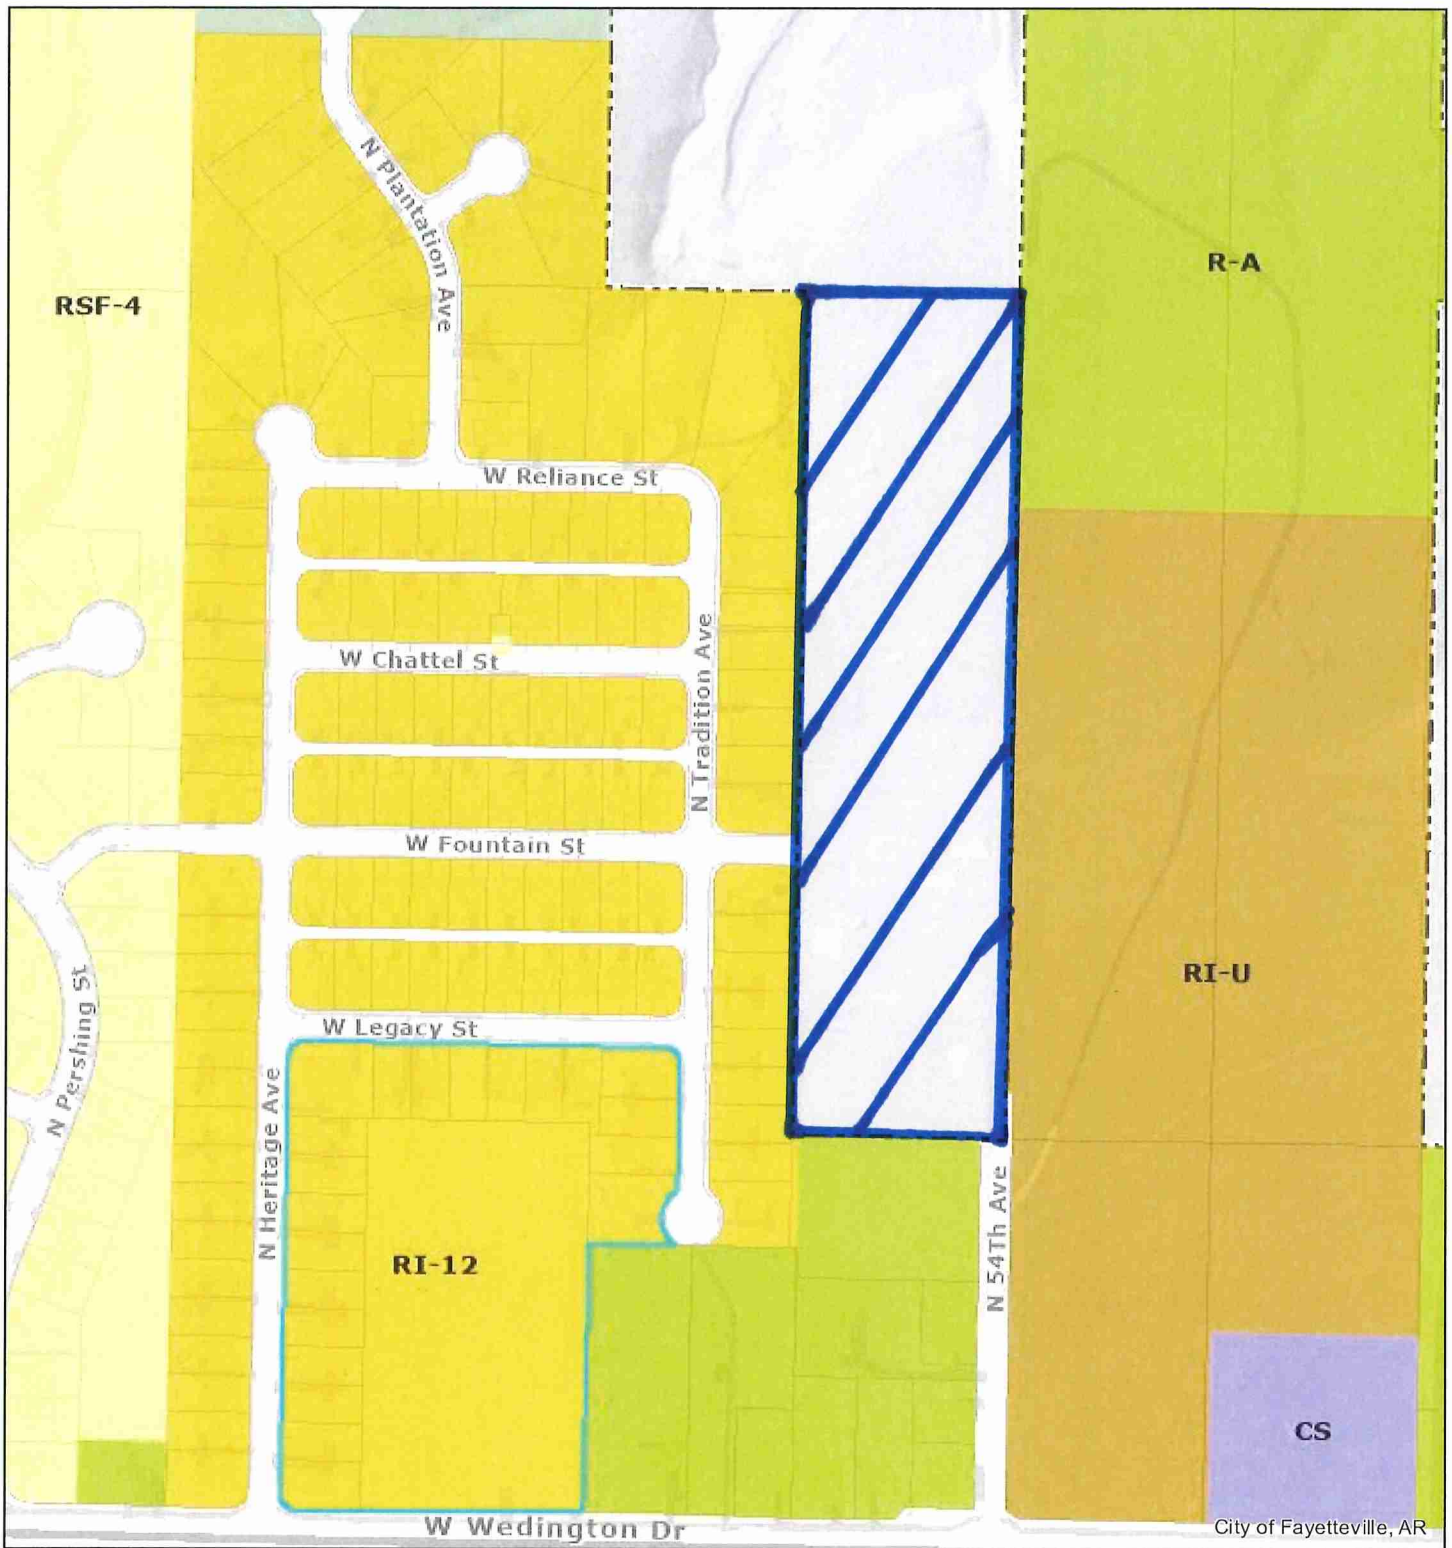 N Plantation Ave
R-A
RSF-4
W Reliance St
W Chattel St
N Tradition Ave
W Fountain St
RI-U
N Pershing St
W Legacy St
N Heritage Ave
N 54Th Ave
RI-12
CS
W Wedington Dr
City of Fayetteville, AR